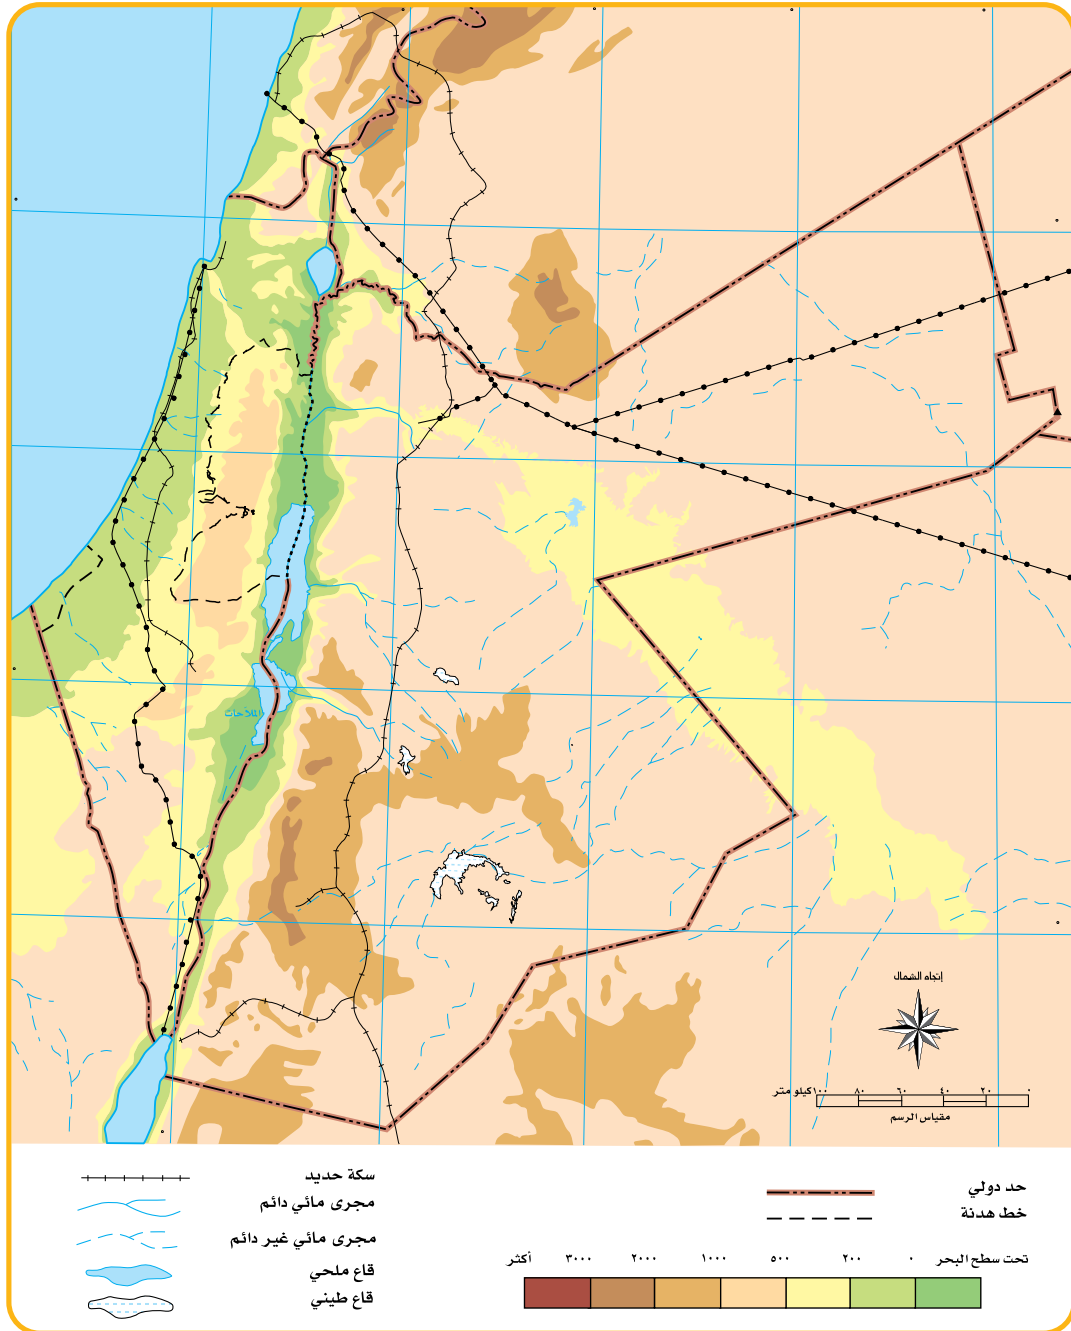 الملاحات
إتجاه الشمال
١٠٠ كيلو متر ٨٠ ٦٠ ٤٠ ٢٠ ٠
مقياس الرسم
سكة حديد
مجرى مائي دائم
مجرى مائي غير دائم
قاع ملحي
قاع طيني
حد دولي
خط هدنة
تحت سطح البحر ٠ ٢٠٠ ٥٠٠ ١٠٠٠ ٢٠٠٠ ٣٠٠٠ أكثر